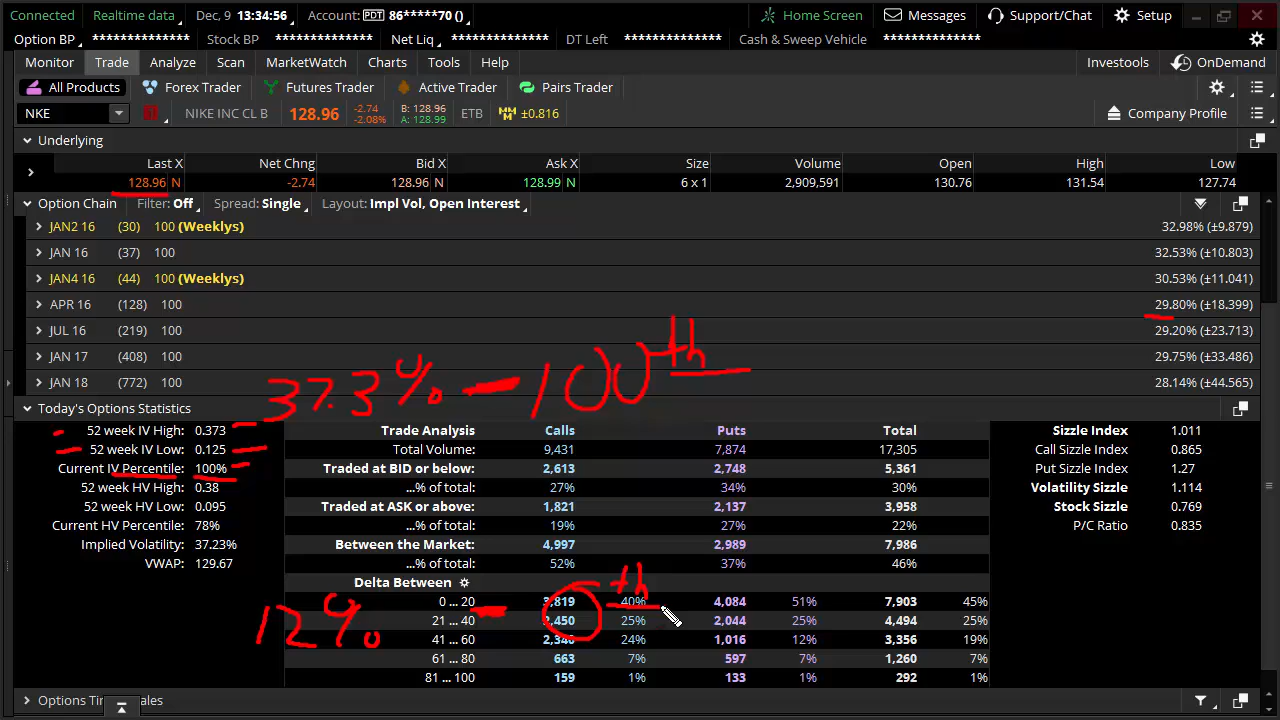 Connected Realtime data Dec, 9 13:34:56 Account: PDT 86*****70 () Home Screen Messages Support/Chat Setup
Option BP ************** Stock BP ************** Net Liq ************** DT Left ************** Cash & Sweep Vehicle **************
Monitor Trade Analyze Scan MarketWatch Charts Tools Help Investools OnDemand
All Products Forex Trader Futures Trader Active Trader Pairs Trader
NKE NIKE INC CL B 128.96 -2.74 -2.08% B: 128.96 A: 128.99 ETB MMM ±0.816 Company Profile
Underlying
Last X Net Chng Bid X Ask X Size Volume Open High Low
128.96 N -2.74 128.96 N 128.99 N 6 x 1 2,909,591 130.76 131.54 127.74
Option Chain Filter: Off Spread: Single Layout: Impl Vol, Open Interest
JAN2 16 (30) 100 (Weeklys) 32.98% (±9.879)
JAN 16 (37) 100 32.53% (±10.803)
JAN4 16 (44) 100 (Weeklys) 30.53% (±11.041)
APR 16 (128) 100 29.80% (±18.399)
JUL 16 (219) 100 29.20% (±23.713)
JAN 17 (408) 100 29.75% (±33.486)
JAN 18 (772) 100 28.14% (±44.565)
37.3% - 100th
Today's Options Statistics
52 week IV High: 0.373 Trade Analysis Calls Puts Total Sizzle Index 1.011
52 week IV Low: 0.125 Total Volume: 9,431 7,874 17,305 Call Sizzle Index 0.865
Current IV Percentile: 100% Traded at BID or below: 2,613 2,748 5,361 Put Sizzle Index 1.27
52 week HV High: 0.38 ...% of total: 27% 34% 30% Volatility Sizzle 1.114
52 week HV Low: 0.095 Traded at ASK or above: 1,821 2,137 3,958 Stock Sizzle 0.769
Current HV Percentile: 78% ...% of total: 19% 27% 22% P/C Ratio 0.835
Implied Volatility: 37.23% Between the Market: 4,997 2,989 7,986
VWAP: 129.67 ...% of total: 52% 37% 46%
Delta Between
0 ... 20 3,819 40% 4,084 51% 7,903 45%
21 ... 40 2,450 25% 2,044 25% 4,494 25%
12% - 0th
41 ... 60 2,340 24% 1,016 12% 3,356 19%
61 ... 80 663 7% 597 7% 1,260 7%
81 ... 100 159 1% 133 1% 292 1%
Options Tim ales